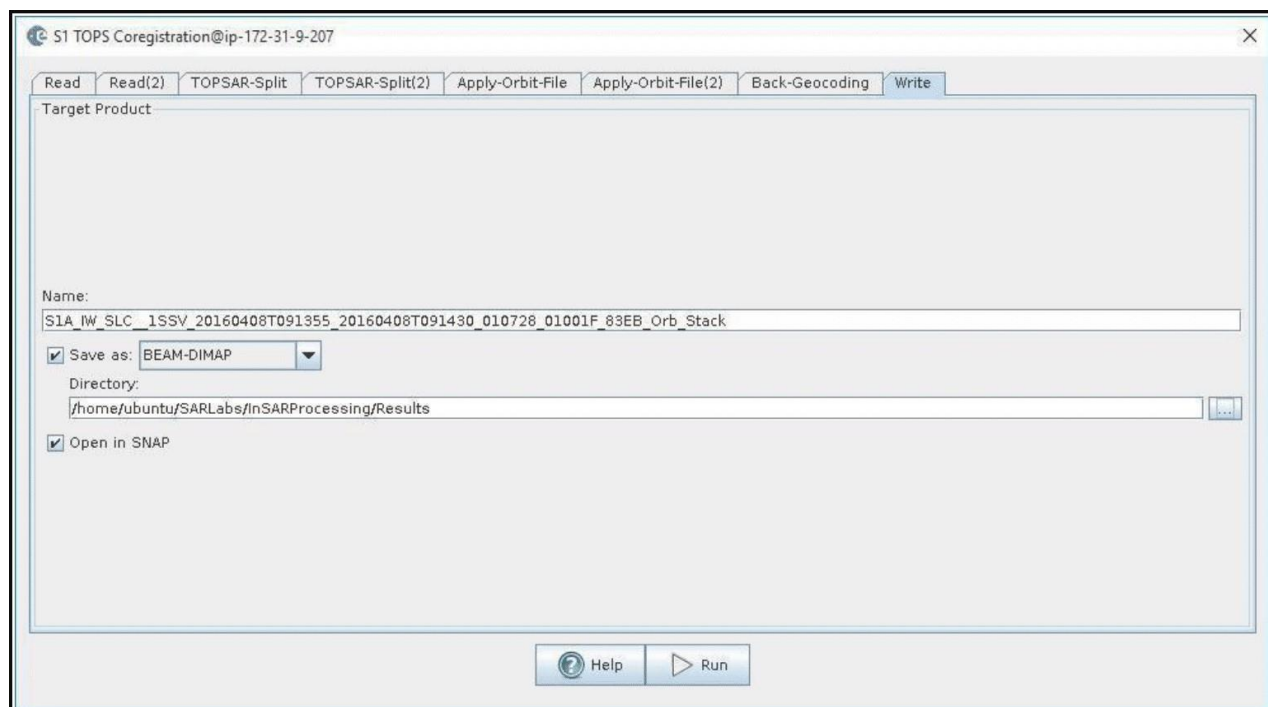 S1 TOPS Coregistration@ip-172-31-9-207
Read Read(2) TOPSAR-Split TOPSAR-Split(2) Apply-Orbit-File Apply-Orbit-File(2) Back-Geocoding Write
Target Product
Name:
S1A_IW_SLC__1SSV_20160408T091355_20160408T091430_010728_01001F_83EB_Orb_Stack
Save as: BEAM-DIMAP
Directory:
/home/ubuntu/SARLabs/InSARProcessing/Results
...
Open in SNAP
Help Run